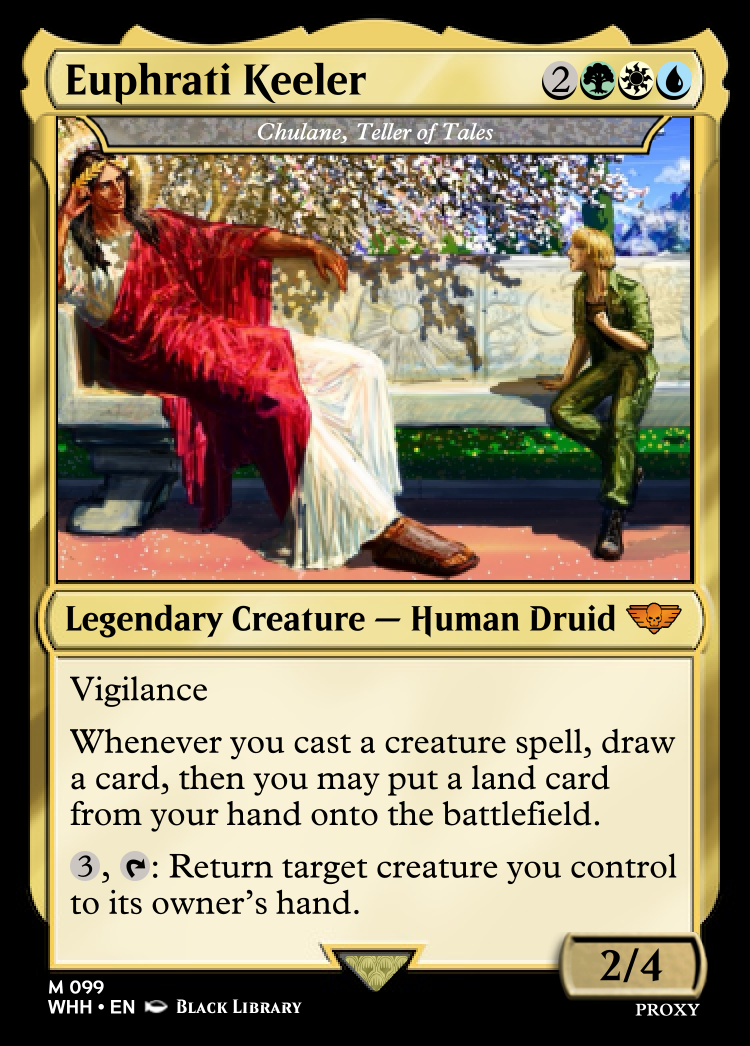 Euphrati Keeler 2
Chulane, Teller of Tales
Legendary Creature — Human Druid
Vigilance
Whenever you cast a creature spell, draw
a card, then you may put a land card
from your hand onto the battlefield.
3, : Return target creature you control
to its owner's hand.
2/4
M 099
WHH • EN BLACK LIBRARY
PROXY